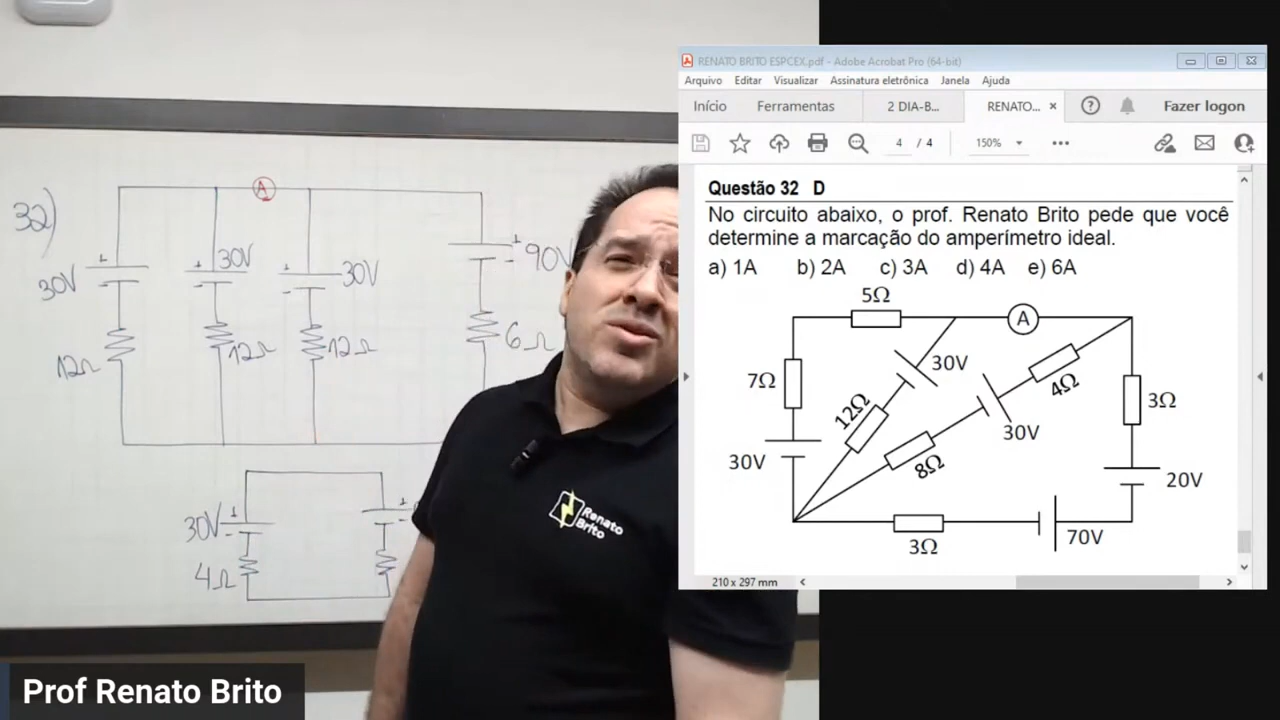 32)
A
30V
12Ω
+
30V
12Ω
+
-
30V
12Ω
+
-
90V
6Ω
30V
+
-
4Ω
+
-
Renato
Brito
Prof Renato Brito
RENATO BRITO ESPCEX.pdf - Adobe Acrobat Pro (64-bit)
Arquivo Editar Visualizar Assinatura eletrônica Janela Ajuda
Início Ferramentas 2 DIA-B... RENATO... × Fazer logon
4 / 4 150%
Questão 32 D
No circuito abaixo, o prof. Renato Brito pede que você
determine a marcação do amperímetro ideal.
a) 1A b) 2A c) 3A d) 4A e) 6A
5Ω
A
30V
7Ω
4Ω
3Ω
12Ω
30V
30V
8Ω
20V
3Ω
70V
210 x 297 mm